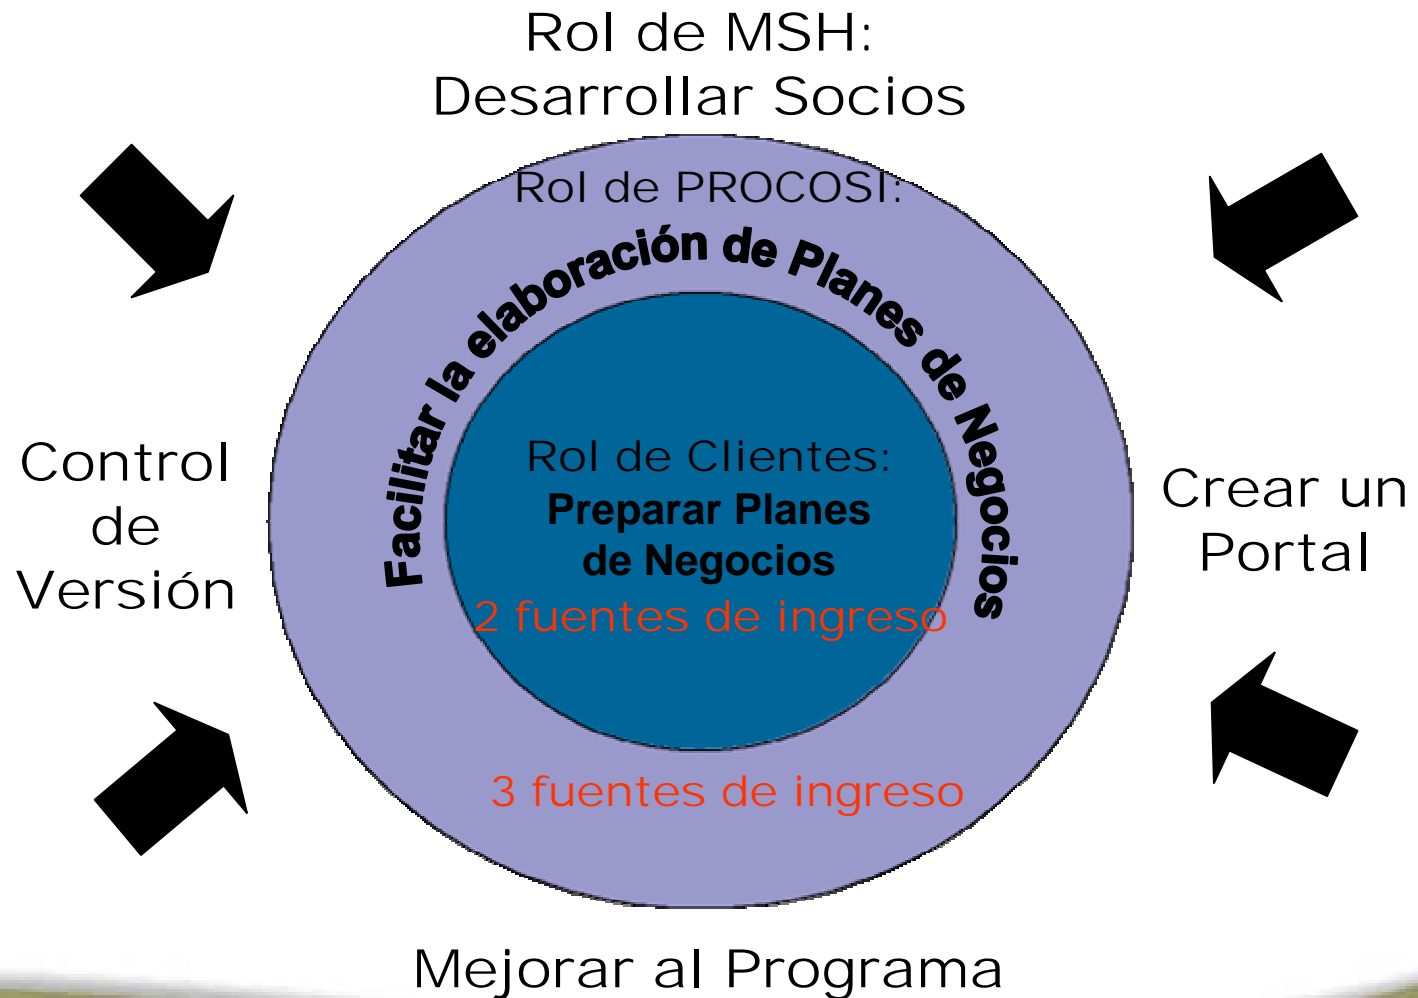 Rol de MSH:
Desarrollar Socios
Rol de PROCOSI:
Facilitar la elaboración de Planes de Negocios
Control
de
Versión
Rol de Clientes:
Preparar Planes
de Negocios
2 fuentes de ingreso
Crear un
Portal
3 fuentes de ingreso
Mejorar al Programa